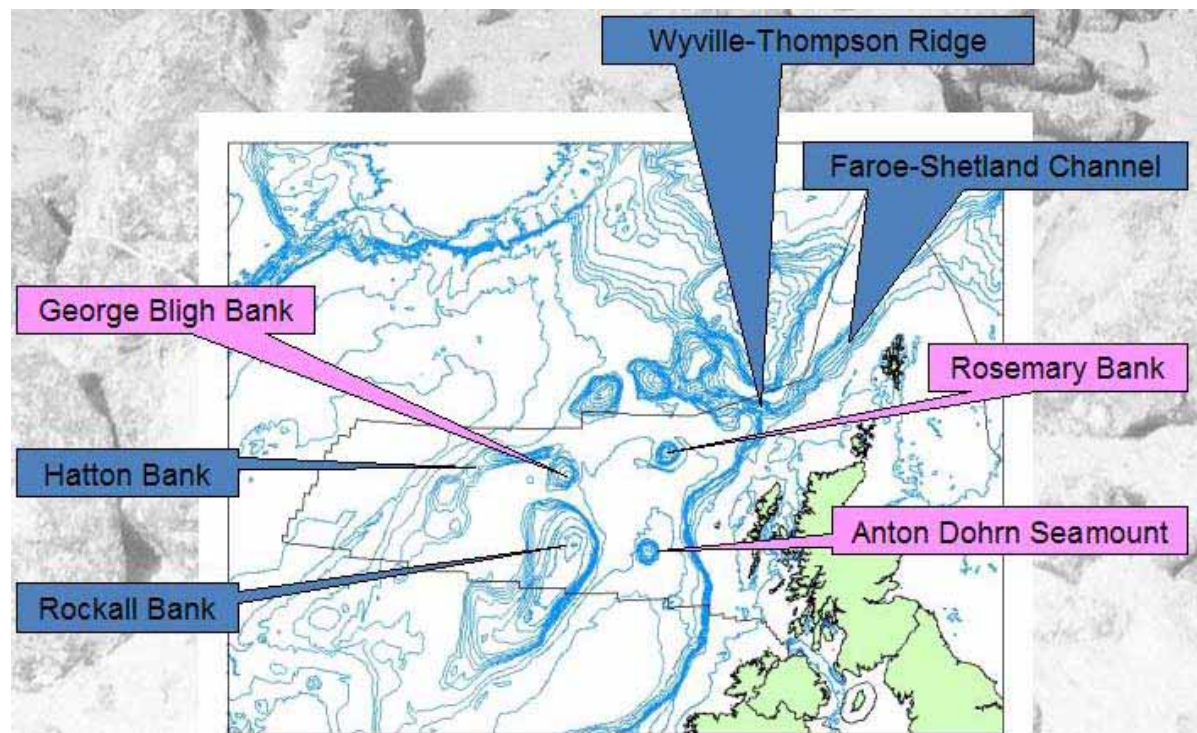 Wyville-Thompson Ridge
Faroe-Shetland Channel
George Bligh Bank
Rosemary Bank
Hatton Bank
Anton Dohrn Seamount
Rockall Bank